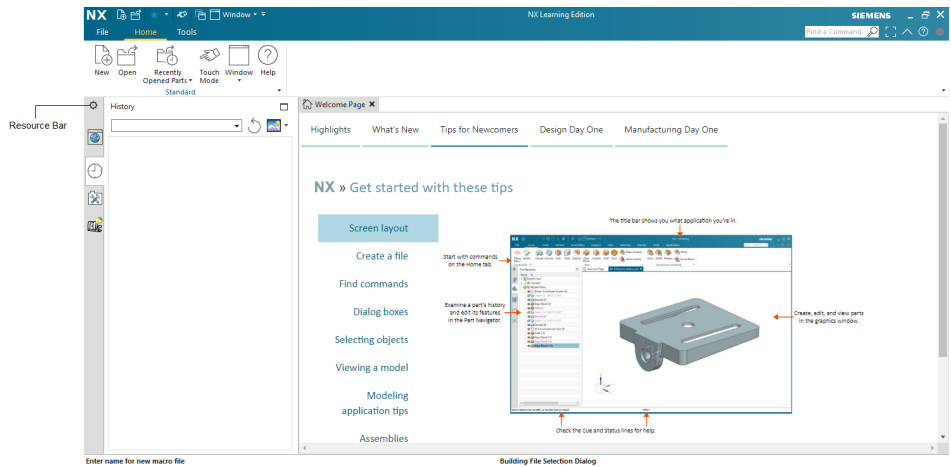 NX Window NX Learning Edition SIEMENS
File Home Tools Find a Command
New Open Recently Opened Parts Touch Mode Window Help
Standard
Resource Bar
History
Welcome Page
Highlights What's New Tips for Newcomers Design Day One Manufacturing Day One
NX » Get started with these tips
Screen layout
Create a file
Find commands
Dialog boxes
Selecting objects
Viewing a model
Modeling
application tips
Assemblies
The title bar shows you what application you're in.
Start with commands
on the Home tab.
Examine a part's history
and edit its features
in the Part Navigator.
NX
SIEMENS
Create, edit, and view parts
in the graphics window.
Check the Cue and Status lines for help.
Enter name for new macro file Building File Selection Dialog